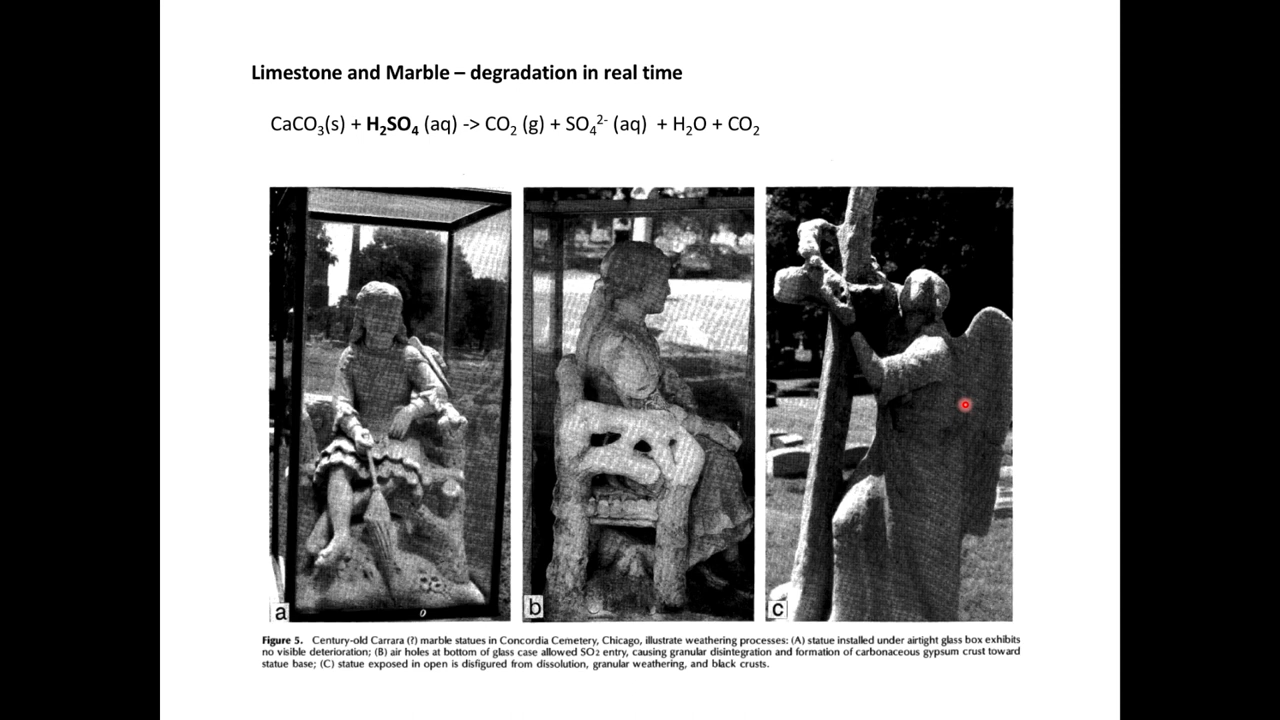 Limestone and Marble – degradation in real time
CaCO₃(s) + H₂SO₄ (aq) -> CO₂ (g) + SO₄²⁻ (aq) + H₂O + CO₂
a
b
c
Figure 5. Century-old Carrara (?) marble statues in Concordia Cemetery, Chicago, illustrate weathering processes: (A) statue installed under airtight glass box exhibits
no visible deterioration; (B) air holes at bottom of glass case allowed SO₂ entry, causing granular disintegration and formation of carbonaceous gypsum crust toward
statue base; (C) statue exposed in open is disfigured from dissolution, granular weathering, and black crusts.